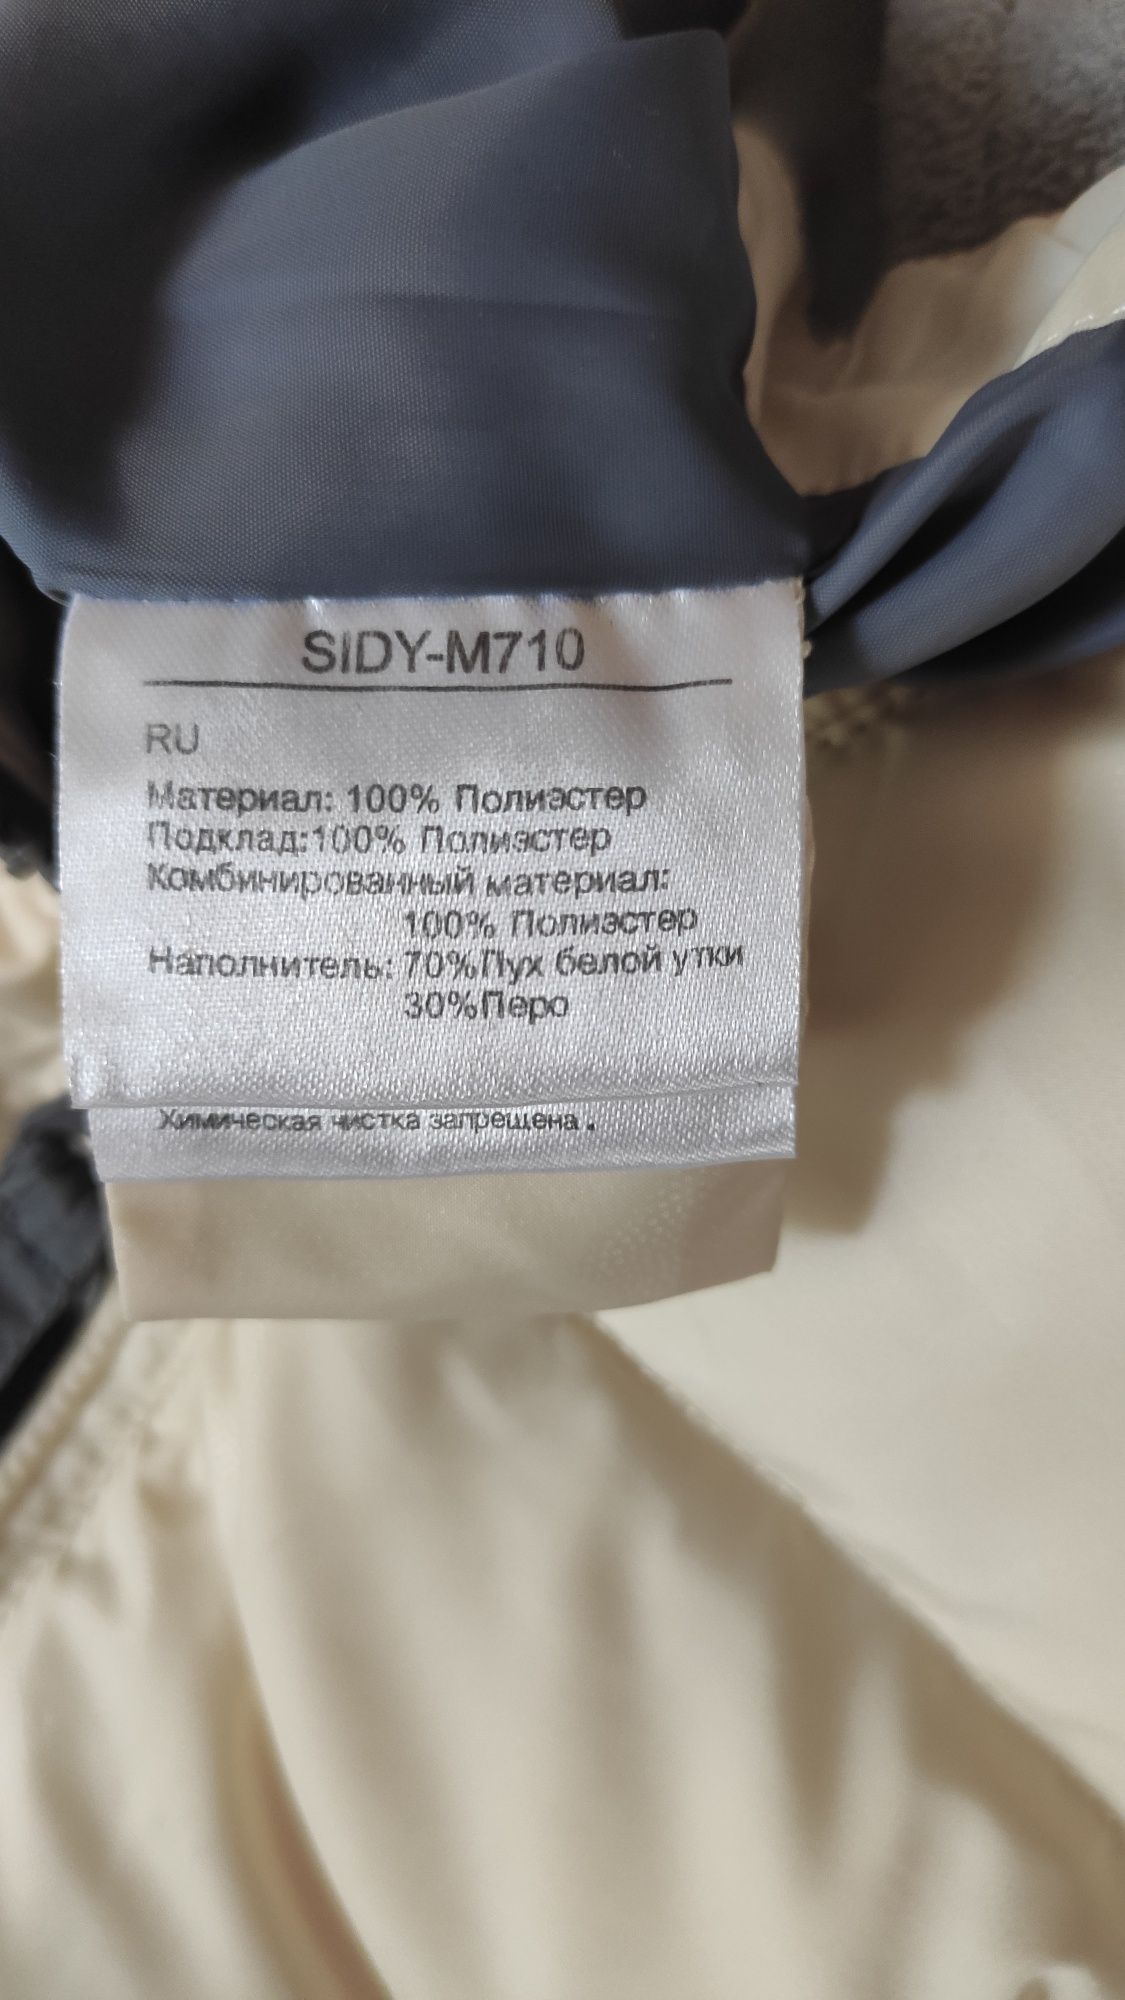 SIDY-M710
RU
Материал: 100% Полиэстер
Подклад:100% Полиэстер
Комбинированный материал:
100% Полиэстер
Наполнитель: 70%Пух белой утки
30%Перо
Химическая чистка запрещена.